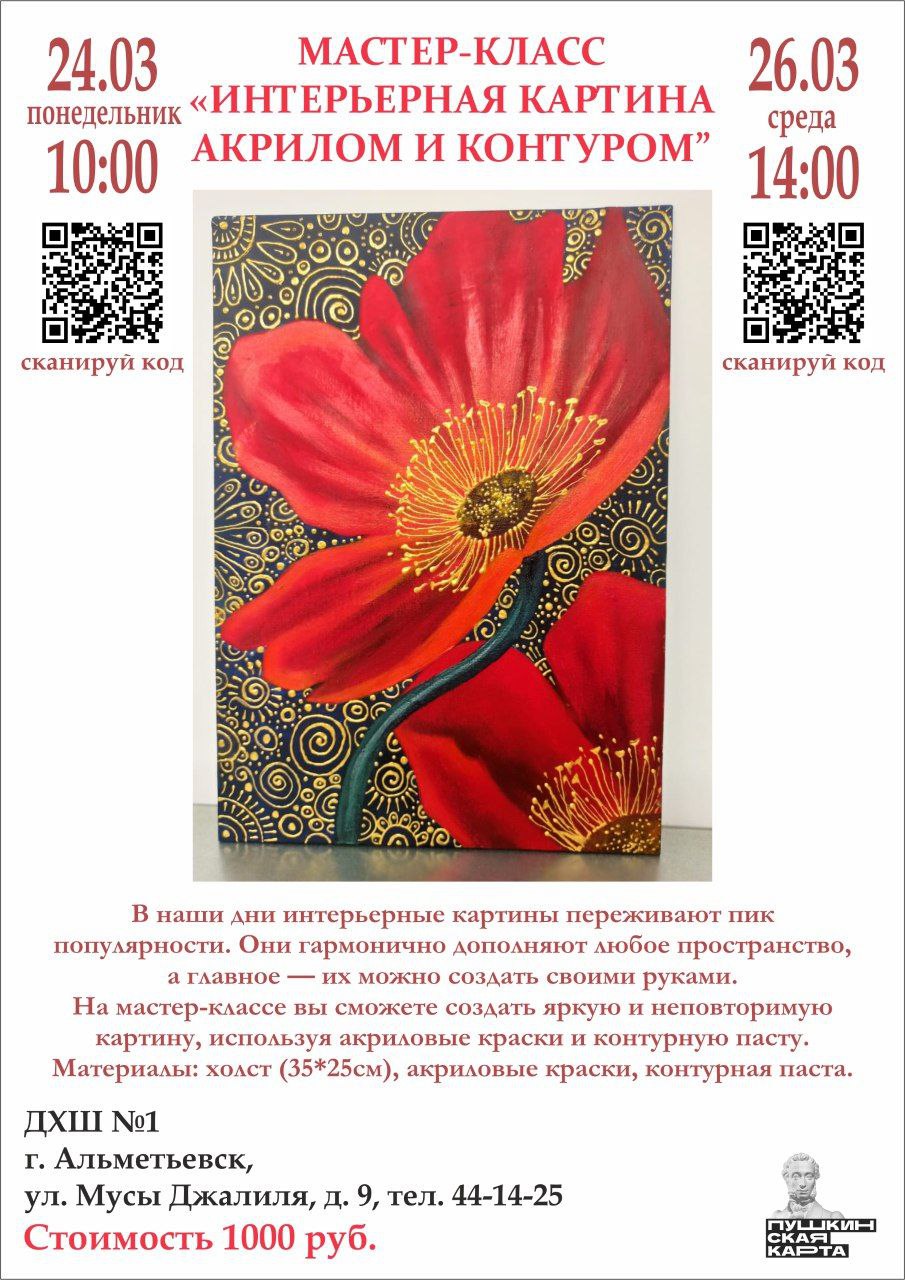 24.03
понедельник
10:00
сканируй код
МАСТЕР-КЛАСС
«ИНТЕРЬЕРНАЯ КАРТИНА
АКРИЛОМ И КОНТУРОМ”
26.03
среда
14:00
сканируй код
В наши дни интерьерные картины переживают пик
популярности. Они гармонично дополняют любое пространство,
а главное — их можно создать своими руками.
На мастер-классе вы сможете создать яркую и неповторимую
картину, используя акриловые краски и контурную пасту.
Материалы: холст (35*25см), акриловые краски, контурная паста.
ДХШ №1
г. Альметьевск,
ул. Мусы Джалиля, д. 9, тел. 44-14-25
Стоимость 1000 руб.
ПУШКИН
СКАЯ
КАРТА